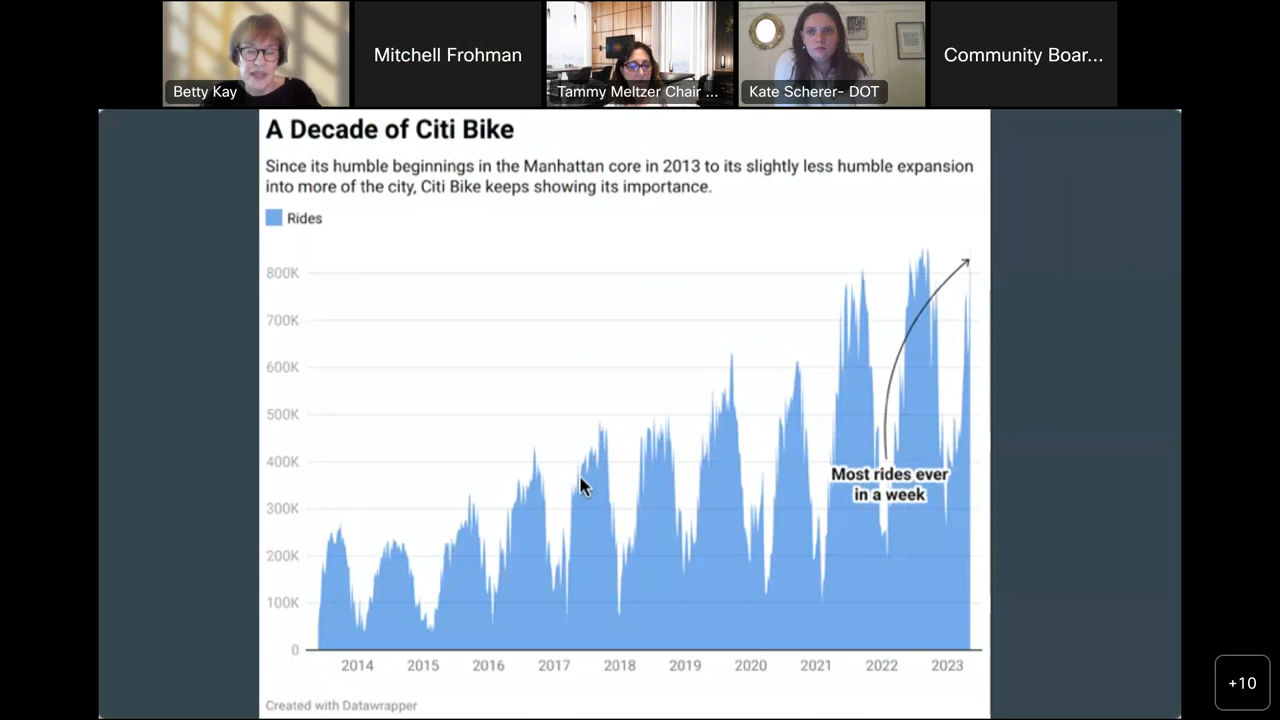 Betty Kay
Mitchell Frohman
Tammy Meltzer Chair ...
Kate Scherer- DOT
Community Boar...
A Decade of Citi Bike
Since its humble beginnings in the Manhattan core in 2013 to its slightly less humble expansion
into more of the city, Citi Bike keeps showing its importance.
Rides
800K
700K
600K
500K
400K
300K
200K
100K
0
Most rides ever
in a week
2014 2015 2016 2017 2018 2019 2020 2021 2022 2023
Created with Datawrapper
+10